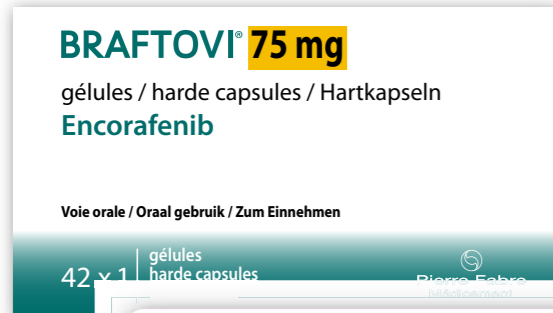 BRAFTOVI® 75 mg
gélules / harde capsules / Hartkapseln
Encorafenib
Voie orale / Oraal gebruik / Zum Einnehmen
42 x 1
gélules
harde capsules
Pierre Fabre
Médicament